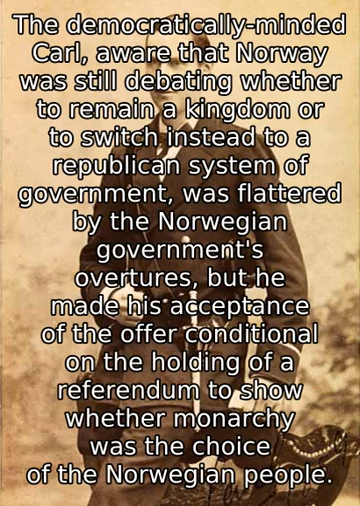 The democratically-minded
Carl, aware that Norway
was still debating whether
to remain a kingdom or
to switch instead to a
republican system of
government, was flattered
by the Norwegian
government's
overtures, but he
made his acceptance
of the offer conditional
on the holding of a
referendum to show
whether monarchy
was the choice
of the Norwegian people.